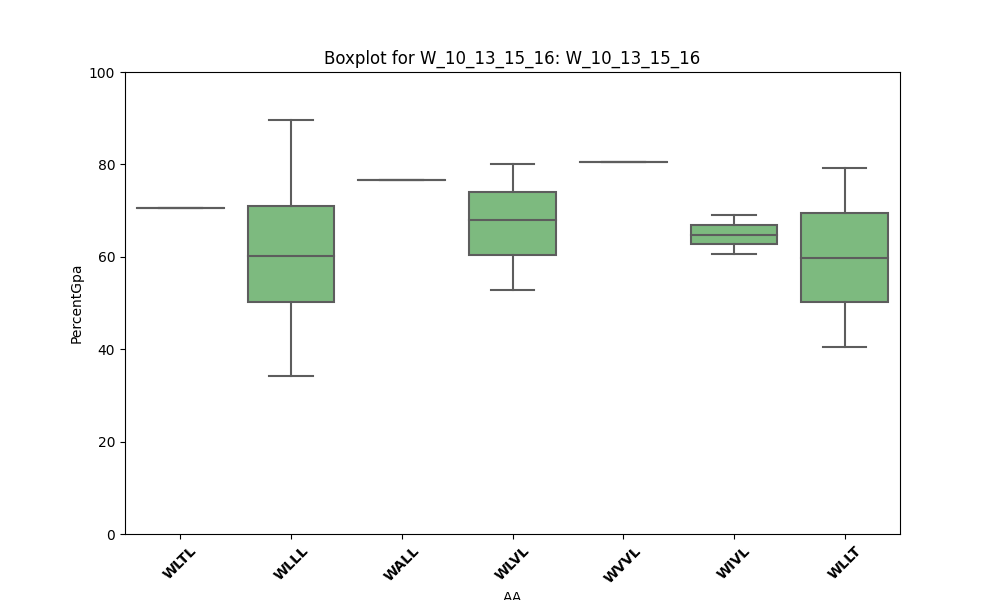 Boxplot for W_10_13_15_16: W_10_13_15_16
100
80
60
40
20
0
PercentGpa
WLTL
WLLL
WALL
WLVL
WVVL
WIVL
WLLT
AA